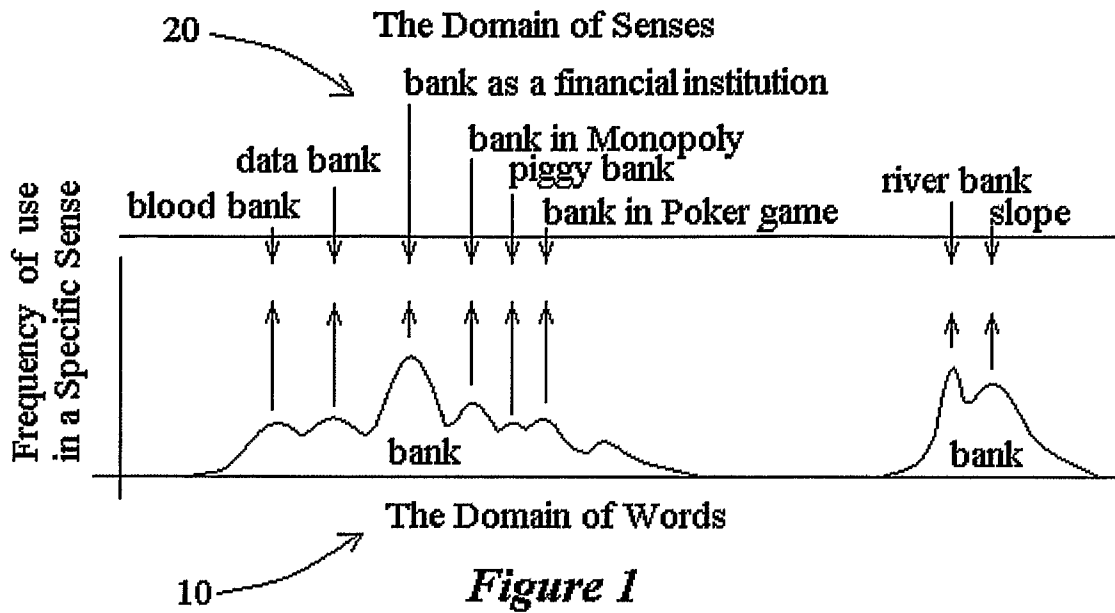 20
The Domain of Senses
bank as a financial institution
bank in Monopoly
data bank
piggy bank
river bank
blood bank
bank in Poker game
slope
Frequency of use
in a Specific Sense
bank
bank
The Domain of Words
10
Figure 1